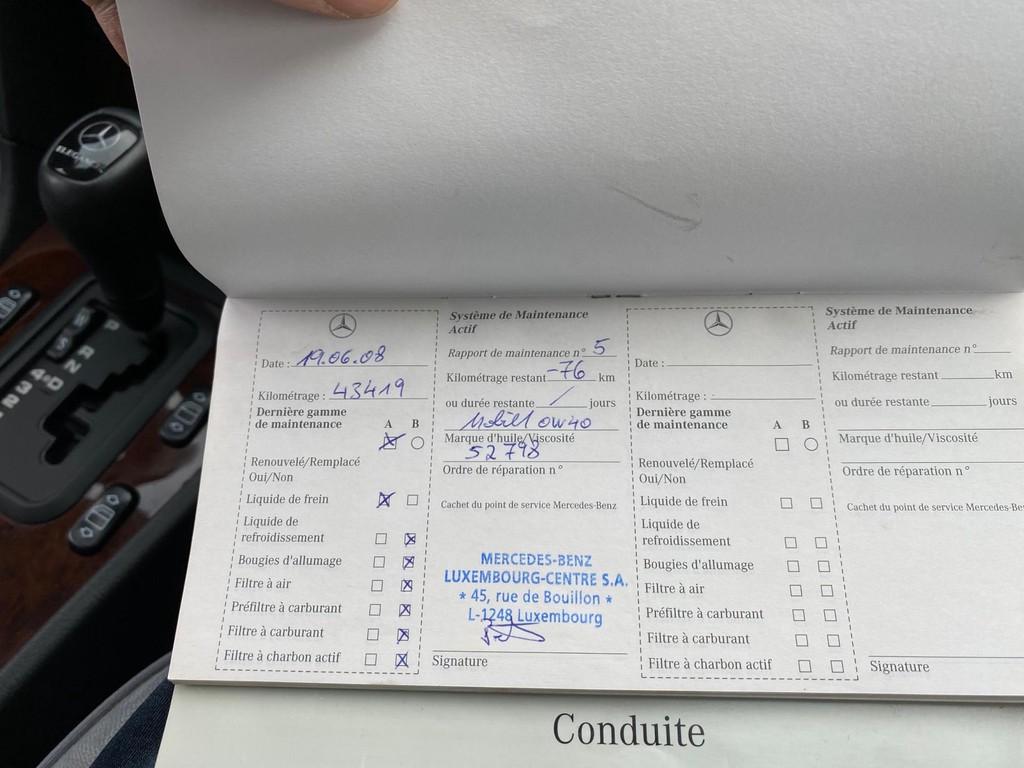 ELEGANCE
P
R
N
D
4
3
2
Date : 19.06.08
Kilométrage : 43419
Dernière gamme
de maintenance A B
Renouvelé/Remplacé
Oui/Non
Liquide de frein
Liquide de
refroidissement
Bougies d'allumage
Filtre à air
Préfiltre à carburant
Filtre à carburant
Filtre à charbon actif
Système de Maintenance
Actif
Rapport de maintenance n° 5
Kilométrage restant -76 km
ou durée restante / jours
Mobil1 0W40
Marque d'huile/Viscosité
52798
Ordre de réparation n°
Cachet du point de service Mercedes-Benz
MERCEDES-BENZ
LUXEMBOURG-CENTRE S.A.
* 45, rue de Bouillon *
L-1248 Luxembourg
Signature
Date :
Kilométrage :
Dernière gamme
de maintenance A B
Renouvelé/Remplacé
Oui/Non
Liquide de frein
Liquide de
refroidissement
Bougies d'allumage
Filtre à air
Préfiltre à carburant
Filtre à carburant
Filtre à charbon actif
Système de Maintenance
Actif
Rapport de maintenance n°
Kilométrage restant km
ou durée restante jours
Marque d'huile/Viscosité
Ordre de réparation n°
Cachet du point de service Mercedes-Be
Signature
Conduite